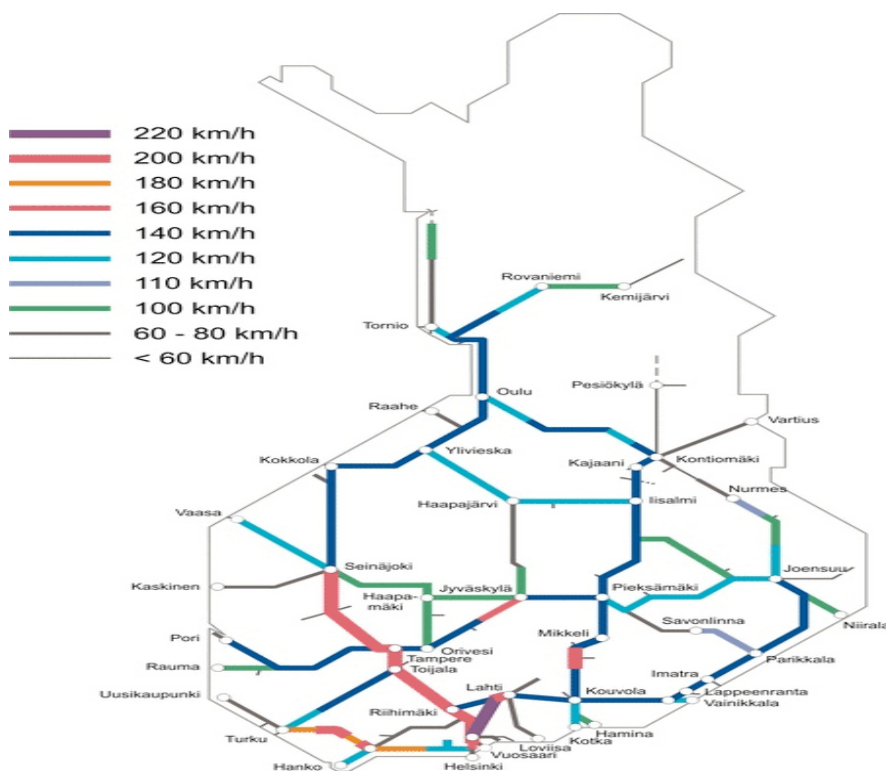 220 km/h
200 km/h
180 km/h
160 km/h
140 km/h
120 km/h
110 km/h
100 km/h
60 - 80 km/h
< 60 km/h
Rovaniemi
Kemijärvi
Tornio
Oulu
Pesiökylä
Raahe
Vartius
Ylivieska
Kokkola
Kajaani
Kontiomäki
Nurmes
Haapajärvi
Iisalmi
Vaasa
Seinäjoki
Joensuu
Kaskinen
Haapa-
mäki
Jyväskylä
Pieksämäki
Niirala
Savonlinna
Mikkeli
Pori
Orivesi
Parikkala
Tampere
Rauma
Toijala
Imatra
Uusikaupunki
Lahti
Kouvola
Lappeenranta
Vainikkala
Riihimäki
Turku
Hamina
Kotka
Loviisa
Vuosaari
Hanko
Helsinki